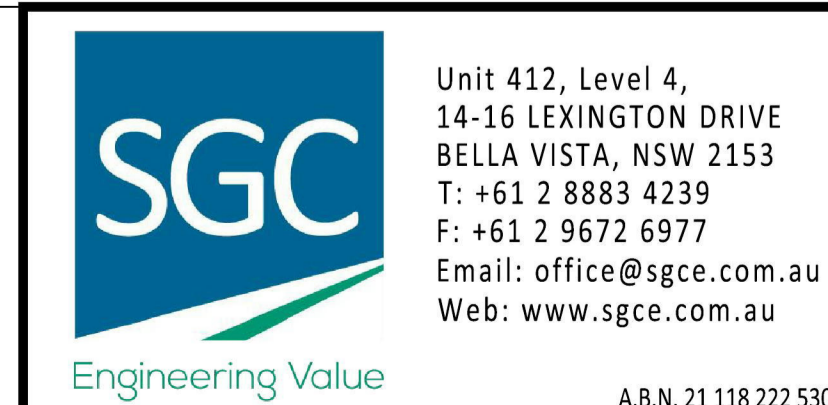 SGC
Engineering Value
Unit 412, Level 4,
14-16 LEXINGTON DRIVE
BELLA VISTA, NSW 2153
T: +61 2 8883 4239
F: +61 2 9672 6977
Email: office@sgce.com.au
Web: www.sgce.com.au
A.B.N. 21 118 222 530